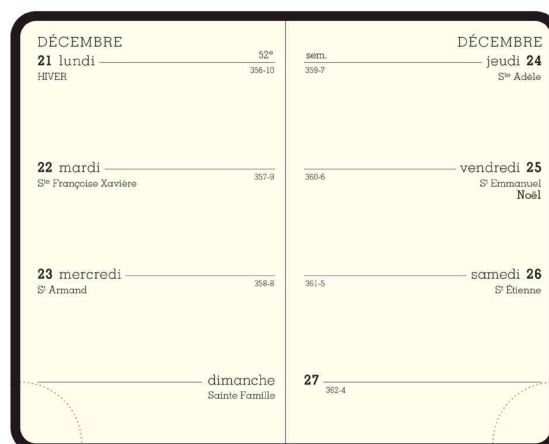 DÉCEMBRE
21 lundi 52e
HIVER 356-10
22 mardi
Ste Françoise Xavière 357-9
23 mercredi
St Armand 358-8
dimanche
Sainte Famille
DÉCEMBRE
sem. jeudi 24
359-7 Ste Adèle
vendredi 25
360-6 St Emmanuel
Noël
samedi 26
361-5 St Étienne
27
362-4